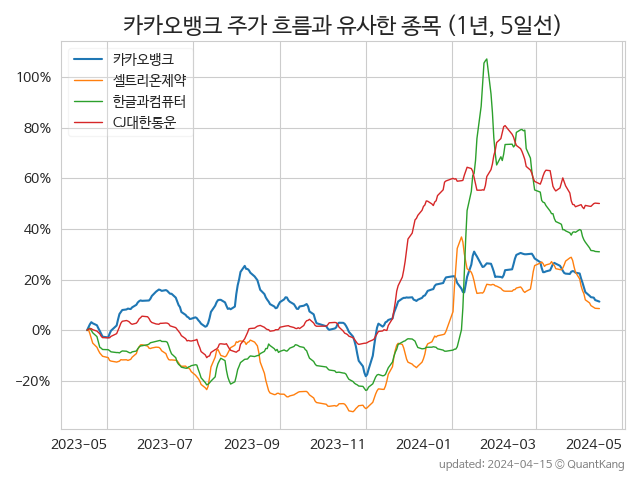 카카오뱅크 주가 흐름과 유사한 종목 (1년, 5일선)
카카오뱅크
셀트리온제약
한글과컴퓨터
CJ대한통운
100%
80%
60%
40%
20%
0%
−20%
2023-05 2023-07 2023-09 2023-11 2024-01 2024-03 2024-05
updated: 2024-04-15 © QuantKang